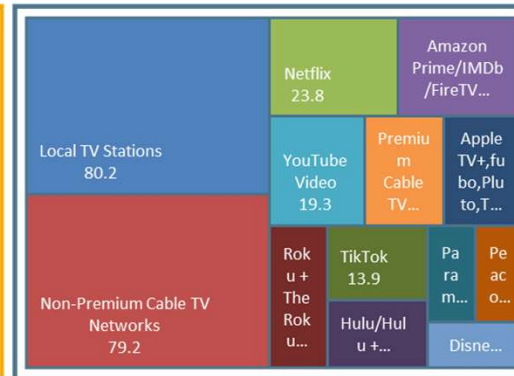 Local TV Stations
80.2
Non-Premium Cable TV
Networks
79.2
Netflix
23.8
Amazon
Prime/IMDb
/FireTV...
YouTube
Video
19.3
Premiu
m
Cable
TV...
Apple
TV+,fu
bo,Plu
to,T...
Rok
u +
The
Rok
u...
TikTok
13.9
Hulu/Hul
u +...
Pa
ram
...
Pe
ac
o...
Disne...